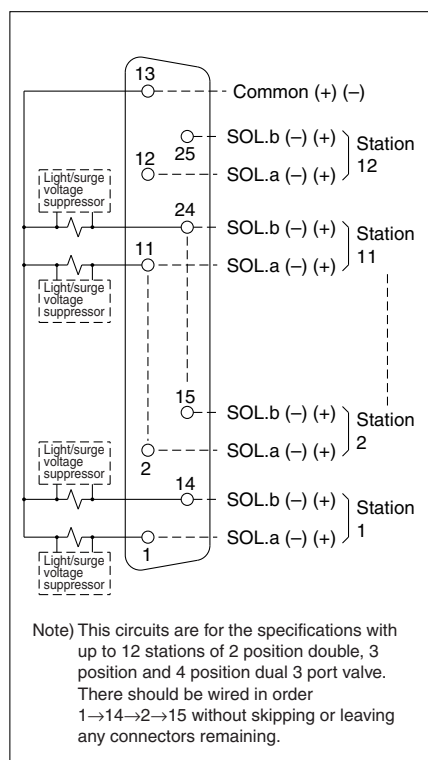 13
Common (+) (–)
25
SOL.b (–) (+)
12
SOL.a (–) (+)
Station
12
Light/surge
voltage
suppressor
24
SOL.b (–) (+)
11
SOL.a (–) (+)
Station
11
Light/surge
voltage
suppressor
15
SOL.b (–) (+)
2
SOL.a (–) (+)
Station
2
Light/surge
voltage
suppressor
14
SOL.b (–) (+)
1
SOL.a (–) (+)
Station
1
Light/surge
voltage
suppressor
Note) This circuits are for the specifications with
up to 12 stations of 2 position double, 3
position and 4 position dual 3 port valve.
There should be wired in order
1→14→2→15 without skipping or leaving
any connectors remaining.